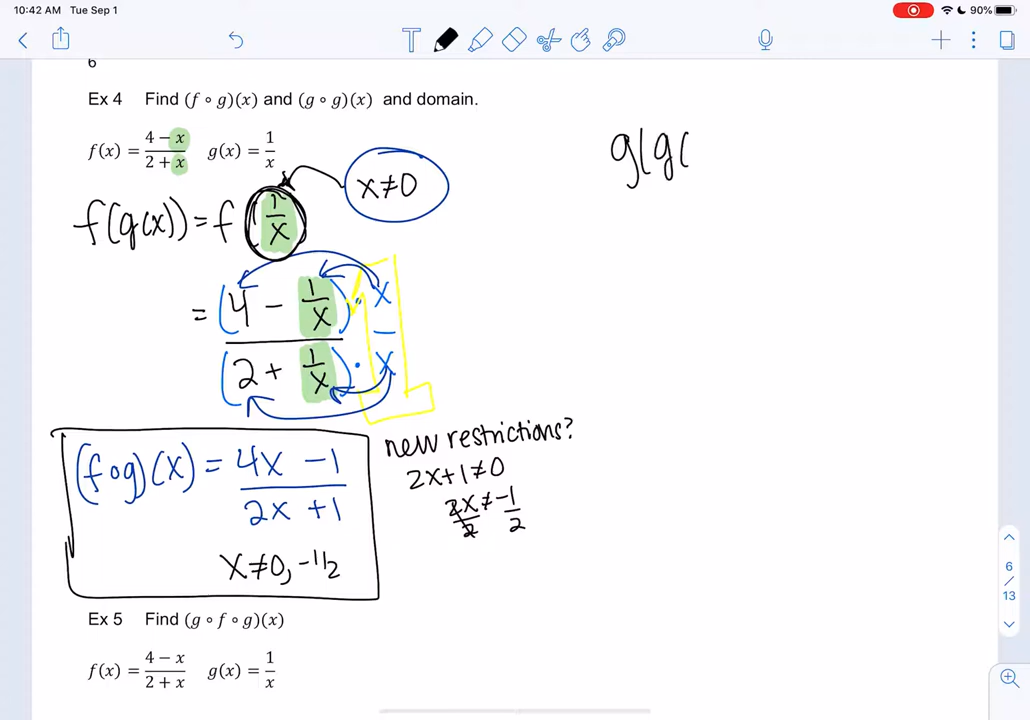 10:42 AM Tue Sep 1
90%
6
Ex 4 Find (f ∘ g)(x) and (g ∘ g)(x) and domain.
f(x) = (4 − x)/(2 + x) g(x) = 1/x
x≠0
g(g(
f(g(x)) = f(1/x)
= (4 − 1/x) · x
(2 + 1/x) · x
new restrictions?
2x+1≠0
2x/2 ≠ -1/2
(f∘g)(x) = (4x −1)/(2x +1)
x≠0, -1/2
Ex 5 Find (g ∘ f ∘ g)(x)
f(x) = (4 − x)/(2 + x) g(x) = 1/x
6
/
13